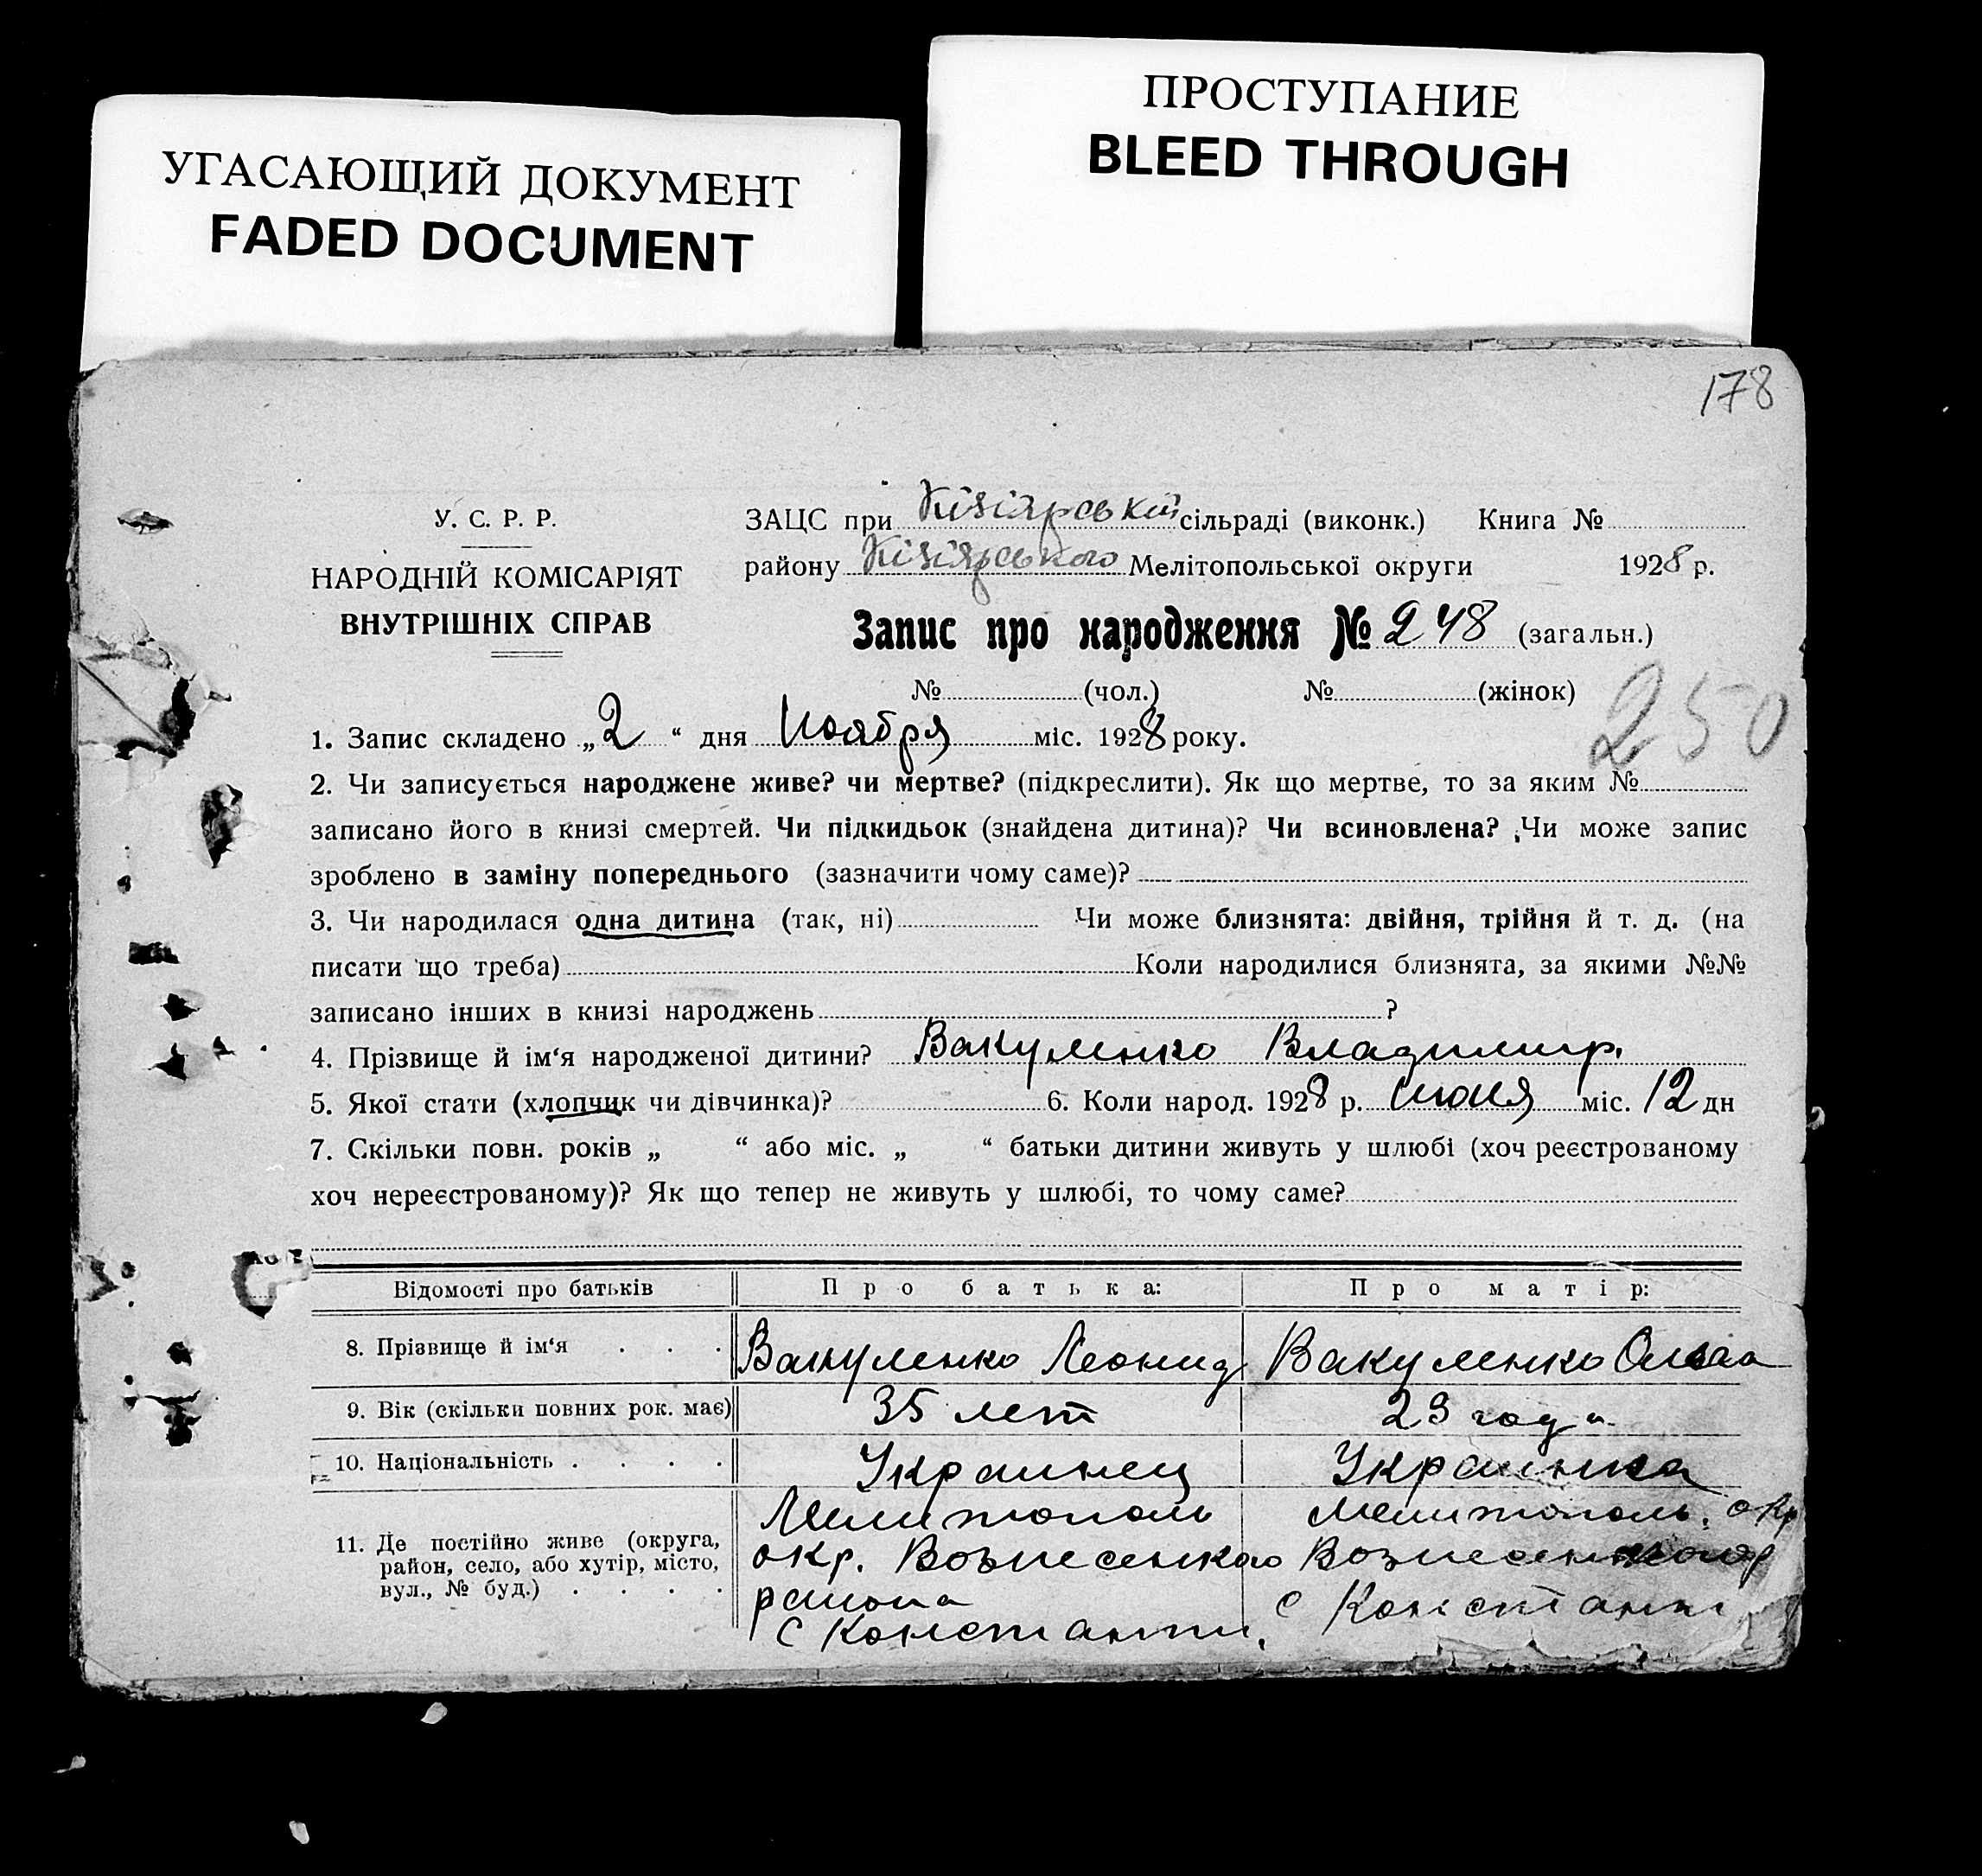 УГАСАЮЩИЙ ДОКУМЕНТ
FADED DOCUMENT
ПРОСТУПАНИЕ
BLEED THROUGH
178
У. С. Р. Р.
НАРОДНІЙ КОМІСАРІЯТ
ВНУТРІШНІХ СПРАВ
ЗАЦС при Кізіярській сільраді (виконк.) Книга №
району Кізіярського Мелітопольської округи 1928 р.
Запис про народження № 248 (загальн.)
№ (чол.) № (жінок)
250
1. Запис складено „2“ дня Ноября міс. 1928 року.
2. Чи записується народжене живе? чи мертве? (підкреслити). Як що мертве, то за яким №
записано його в книзі смертей. Чи підкидьок (знайдена дитина)? Чи всиновлена? Чи може запис
зроблено в заміну попереднього (зазначити чому саме)?
3. Чи народилася одна дитина (так, ні) Чи може близнята: двійня, трійня й т. д. (на
писати що треба) Коли народилися близнята, за якими №№
записано інших в книзі народжень ?
4. Прізвище й ім‘я народженої дитини? Вакуленко Владимир.
5. Якої стати (хлопчик чи дівчинка)? 6. Коли народ. 1928 р. июня міс. 12 дн
7. Скільки повн. років „ “ або міс. „ “ батьки дитини живуть у шлюбі (хоч реєстрованому
хоч нереєстрованому)? Як що тепер не живуть у шлюбі, то чому саме?
Відомості про батьків Про батька: Про матір:
8. Прізвище й ім‘я . . . Вакуленко Леонид Вакуленко Ольга
9. Вік (скільки повних рок. має) 35 лет 23 года
10. Національність . . . . Украинец Украинка
11. Де постійно живе (округа,
район, село, або хутір, місто,
вул., № буд.) . . . .
Мелитополь
окр. Вознесенкао
района
с Константи.
Мелитополь. окр
с Констант